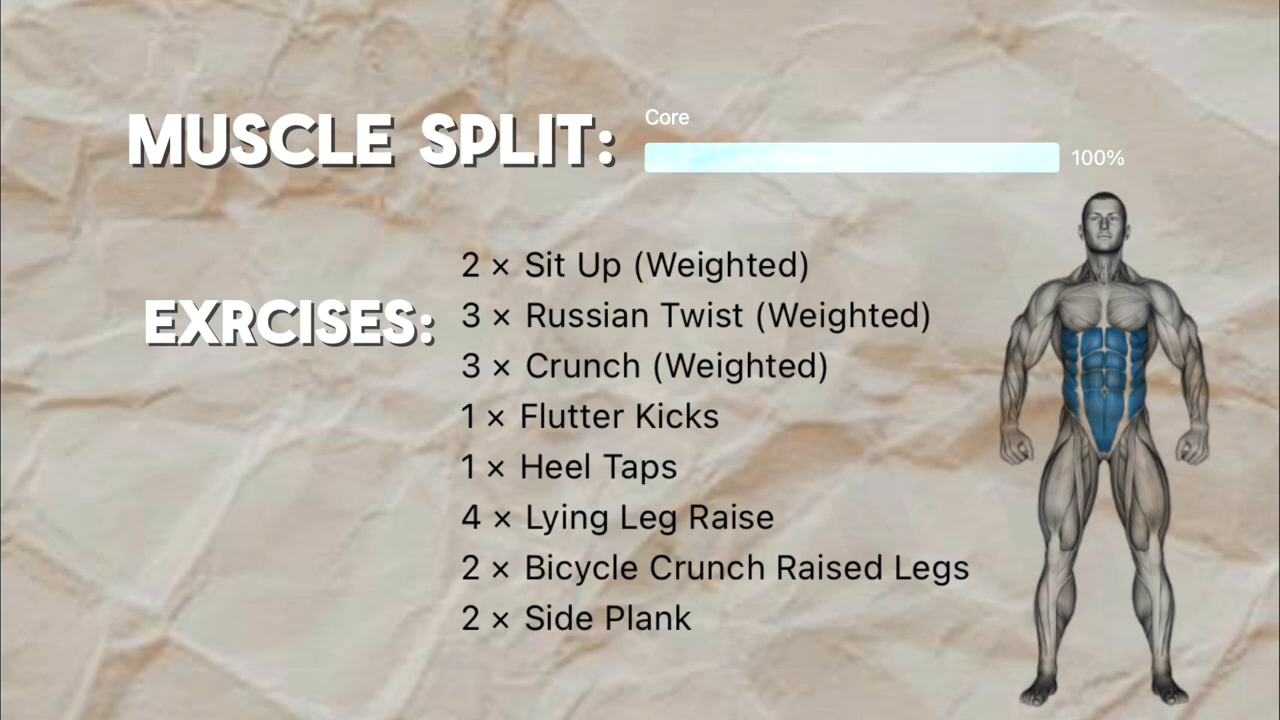 MUSCLE SPLIT:
Core
100%
EXRCISES:
2 × Sit Up (Weighted)
3 × Russian Twist (Weighted)
3 × Crunch (Weighted)
1 × Flutter Kicks
1 × Heel Taps
4 × Lying Leg Raise
2 × Bicycle Crunch Raised Legs
2 × Side Plank